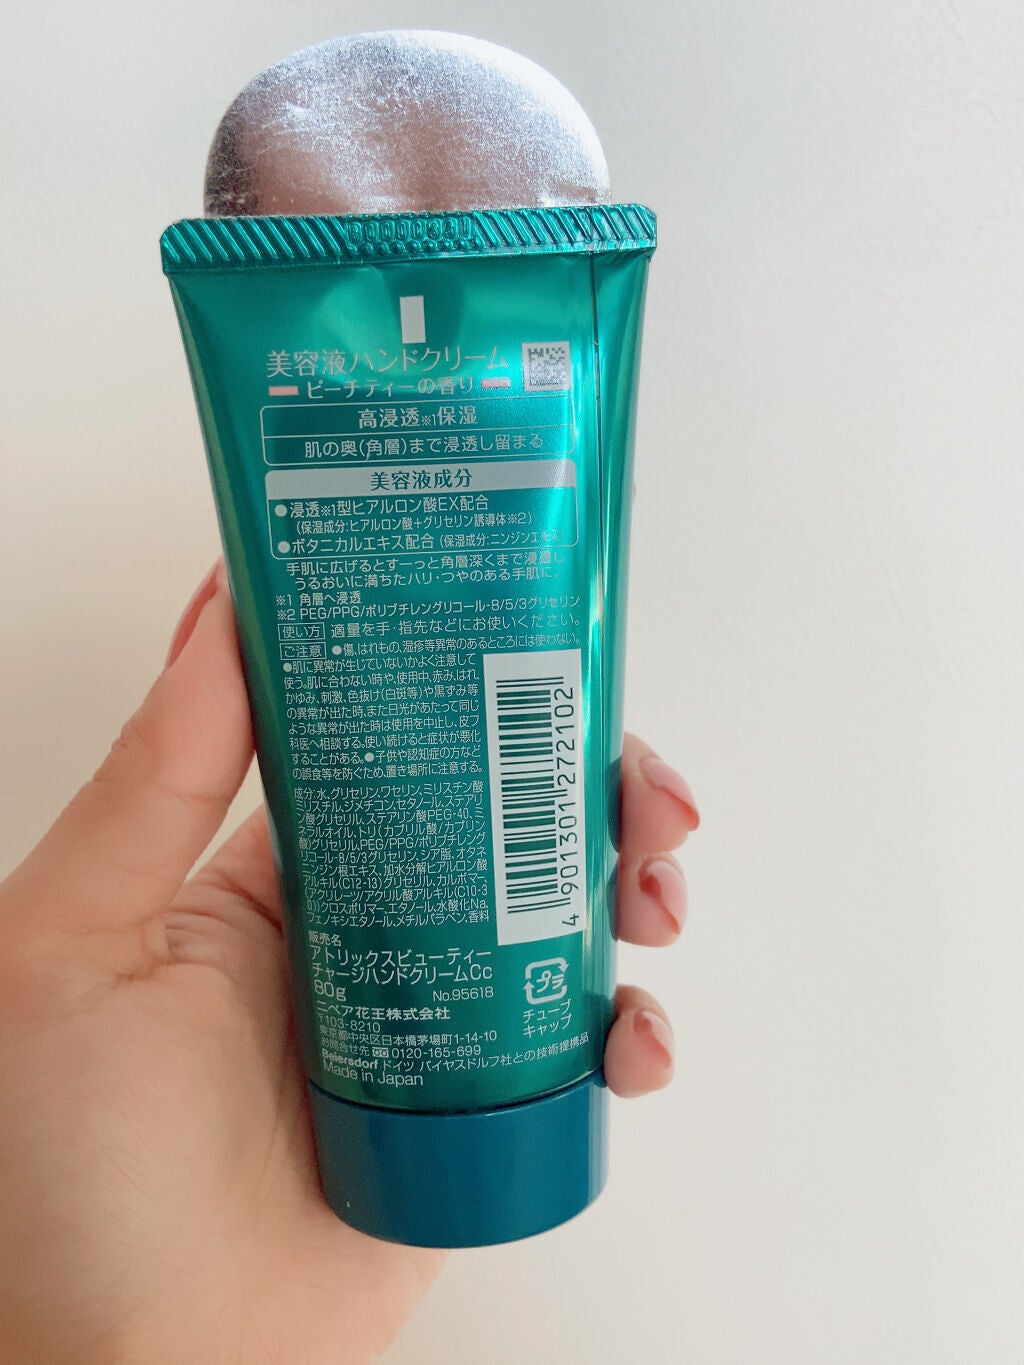 美容液ハンドクリーム
ピーチティーの香り
高浸透※1保湿
肌の奥(角層)まで浸透し留まる
美容液成分
●浸透※1型ヒアルロン酸EX配合
(保湿成分:ヒアルロン酸+グリセリン誘導体※2)
●ボタニカルエキス配合(保湿成分:ニンジンエキス)
手肌に広げるとすーっと角層深くまで浸透し
うるおいに満ちたハリ・つやのある手肌に。
※1 角層へ浸透
※2 PEG/PPG/ポリブチレングリコール-8/5/3グリセリン
使い方 適量を手・指先などにお使いください。
ご注意 ●傷、はれもの、湿疹等異常のあるところには使わない。
●肌に異常が生じていないかよく注意して
使う。肌に合わない時や、使用中、赤み、はれ、
かゆみ、刺激、色抜け(白斑等)や黒ずみ等
の異常が出た時、また日光があたって同じ
ような異常が出た時は使用を中止し、皮フ
科医へ相談する。使い続けると症状が悪化
することがある。●子供や認知症の方など
の誤食等を防ぐため、置き場所に注意する。
成分:水、グリセリン、ワセリン、ミリスチン酸
ミリスチル、ジメチコン、セタノール、ステアリ
ン酸グリセリル、ステアリン酸PEG-40、ミ
ネラルオイル、トリ(カプリル酸/カプリン
酸)グリセリル、PEG/PPG/ポリブチレング
リコール-8/5/3グリセリン、シア脂、オタネ
ニンジン根エキス、加水分解ヒアルロン酸
アルキル(C12-13)グリセリル、カルボマー、
(アクリレーツ/アクリル酸アルキル(C10-3
0))クロスポリマー、エタノール、水酸化Na、
フェノキシエタノール、メチルパラベン、香料
4 901301 272102
販売名
アトリックスビューティー
チャージハンドクリームCc
80g No.95618
ニベア花王株式会社
〒103-8210
東京都中央区日本橋茅場町1-14-10
お問合せ先 0120-165-699
Beiersdorf ドイツ バイヤスドルフ社との技術提携品
Made in Japan
プラ
チューブ
キャップ